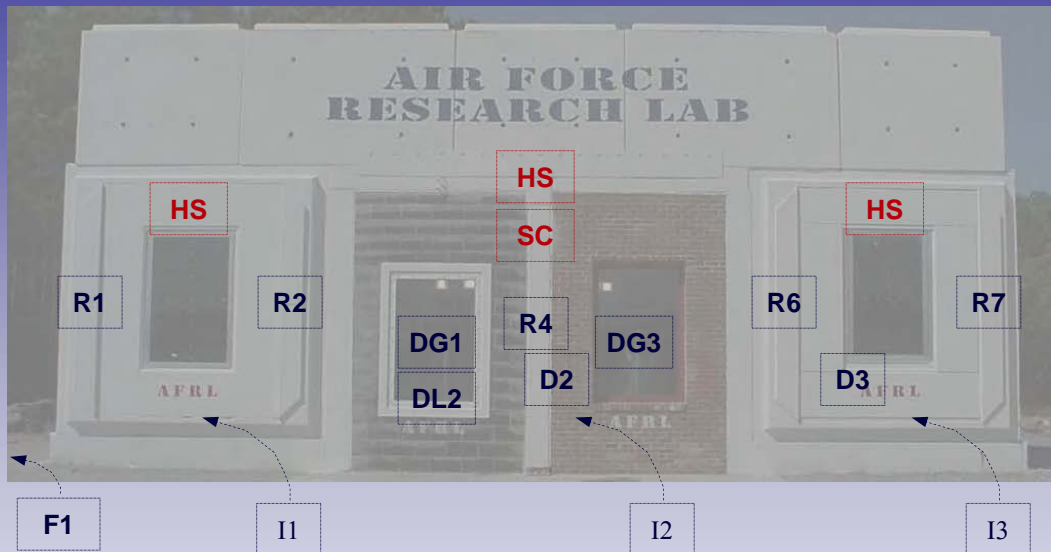 AIR FORCE
RESEARCH LAB
HS
HS
HS
SC
R1
R2
R4
R6
R7
DG1
DG3
D2
D3
DL2
AFRL
AFRL
AFRL
AFRL
F1
I1
I2
I3